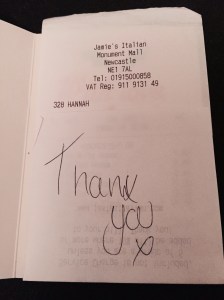 Jamie's Italian
Monument Mall
Newcastle
NE1 7AL
Tel: 01915000858
VAT Reg: 911 9131 49
328 HANNAH
Thank
you
x